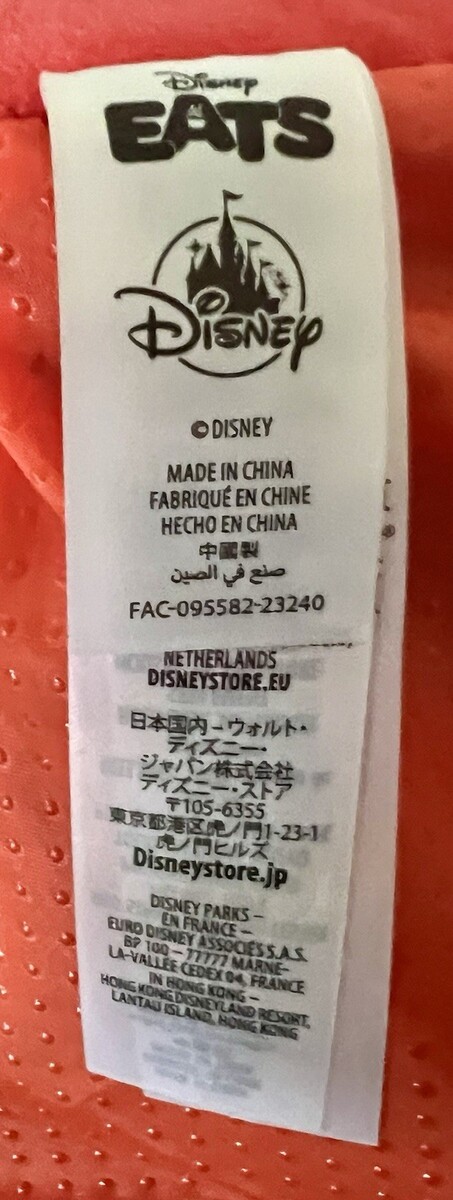 Disney
EATS
Disney
©DISNEY
MADE IN CHINA
FABRIQUÉ EN CHINE
HECHO EN CHINA
中國製
صنع في الصين
FAC-095582-23240
NETHERLANDS
DISNEYSTORE.EU
日本国内－ウォルト・
ディズニー・
ジャパン株式会社
ディズニー・ストア
〒105-6355
東京都港区虎ノ門1-23-1
虎ノ門ヒルズ
Disneystore.jp
DISNEY PARKS –
EN FRANCE –
EURO DISNEY ASSOCIÉS S.A.S.
BP 100 – 77777 MARNE-
LA-VALLÉE CEDEX 04, FRANCE
IN HONG KONG –
HONG KONG DISNEYLAND RESORT,
LANTAU ISLAND, HONG KONG